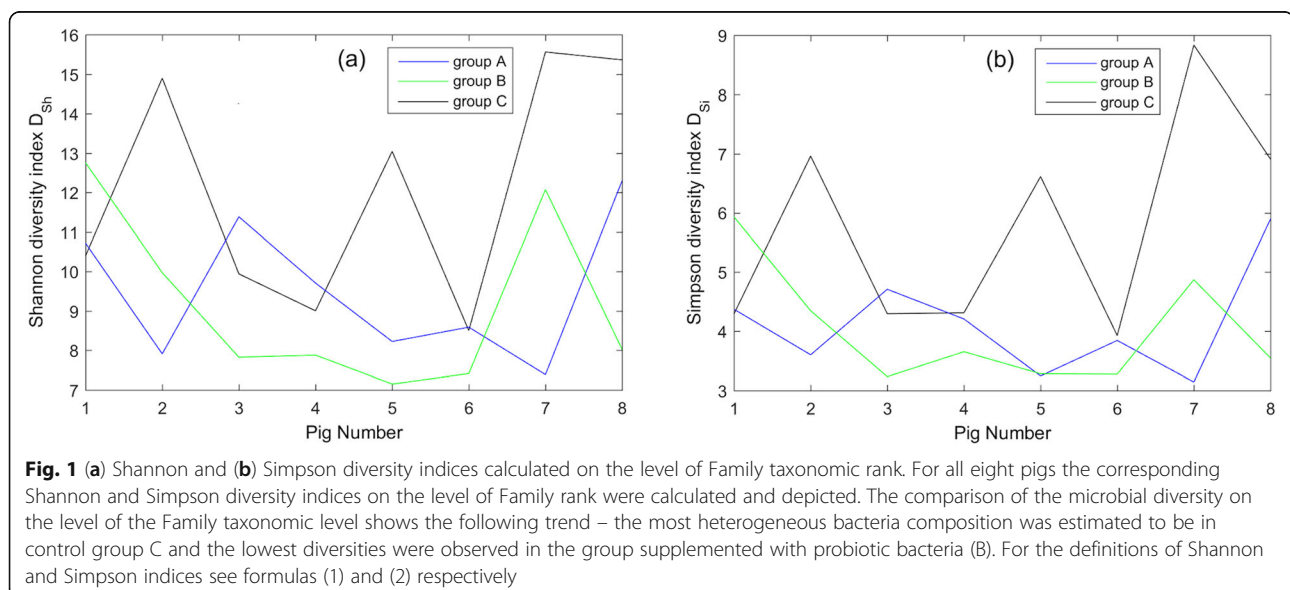 (a)
group A
group B
group C
Shannon diversity index D_Sh
16
15
14
13
12
11
10
9
8
7
1 2 3 4 5 6 7 8
Pig Number
(b)
group A
group B
group C
Simpson diversity index D_Si
9
8
7
6
5
4
3
1 2 3 4 5 6 7 8
Pig Number
Fig. 1 (a) Shannon and (b) Simpson diversity indices calculated on the level of Family taxonomic rank. For all eight pigs the corresponding
Shannon and Simpson diversity indices on the level of Family rank were calculated and depicted. The comparison of the microbial diversity on
the level of the Family taxonomic level shows the following trend – the most heterogeneous bacteria composition was estimated to be in
control group C and the lowest diversities were observed in the group supplemented with probiotic bacteria (B). For the definitions of Shannon
and Simpson indices see formulas (1) and (2) respectively